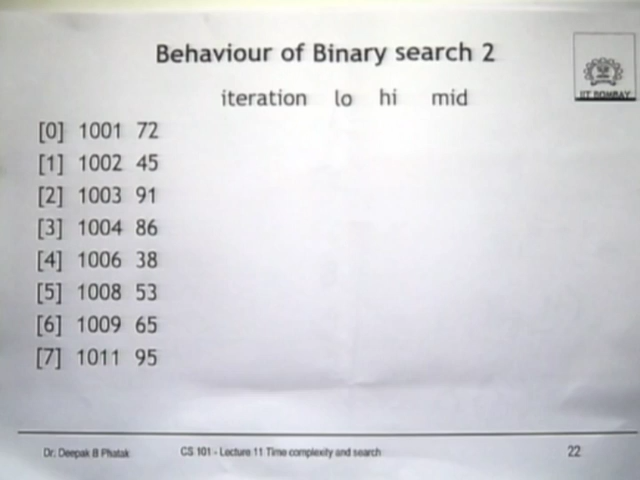 Behaviour of Binary search 2
IIT BOMBAY
iteration lo hi mid
[0] 1001 72
[1] 1002 45
[2] 1003 91
[3] 1004 86
[4] 1006 38
[5] 1008 53
[6] 1009 65
[7] 1011 95
Dr. Deepak B Phatak CS 101 - Lecture 11 Time complexity and search 22